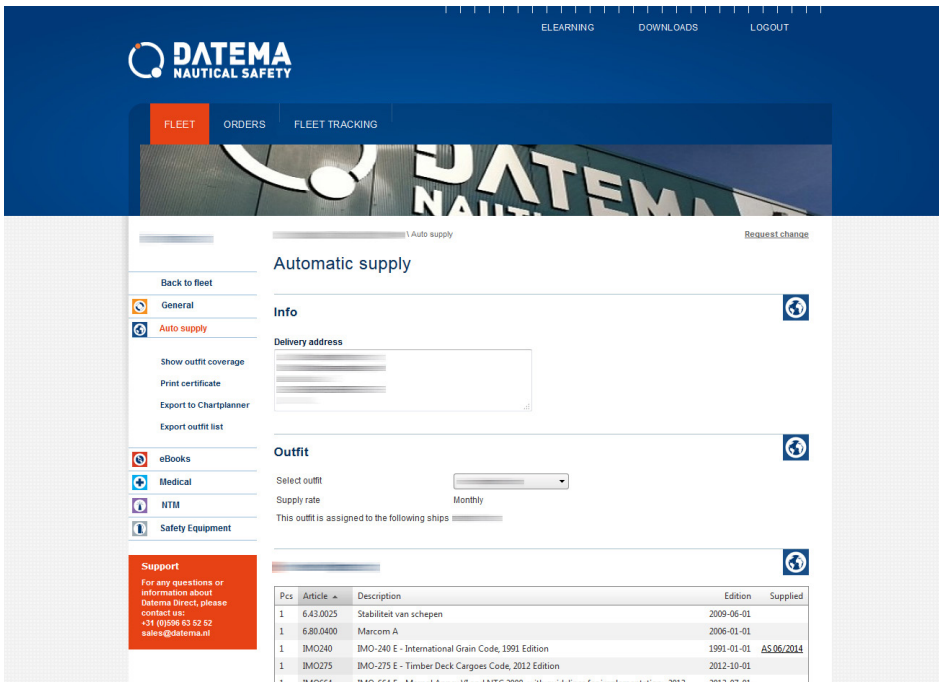 ELEARNING DOWNLOADS LOGOUT
DATEMA
NAUTICAL SAFETY
FLEET ORDERS FLEET TRACKING
DATEMA
\ Auto supply Request change
Automatic supply
Back to fleet
General
Auto supply
Show outfit coverage
Print certificate
Export to Chartplanner
Export outfit list
eBooks
Medical
NTM
Safety Equipment
Support
For any questions or
information about
Datema Direct, please
contact us:
+31 (0)596 63 52 52
sales@datema.nl
Info
Delivery address
Outfit
Select outfit
Supply rate Monthly
This outfit is assigned to the following ships
Pcs Article Description Edition Supplied
1 6.43.0025 Stabiliteit van schepen 2009-06-01
1 6.80.0400 Marcom A 2006-01-01
1 IMO240 IMO-240 E - International Grain Code, 1991 Edition 1991-01-01 AS 06/2014
1 IMO275 IMO-275 E - Timber Deck Cargoes Code, 2012 Edition 2012-10-01